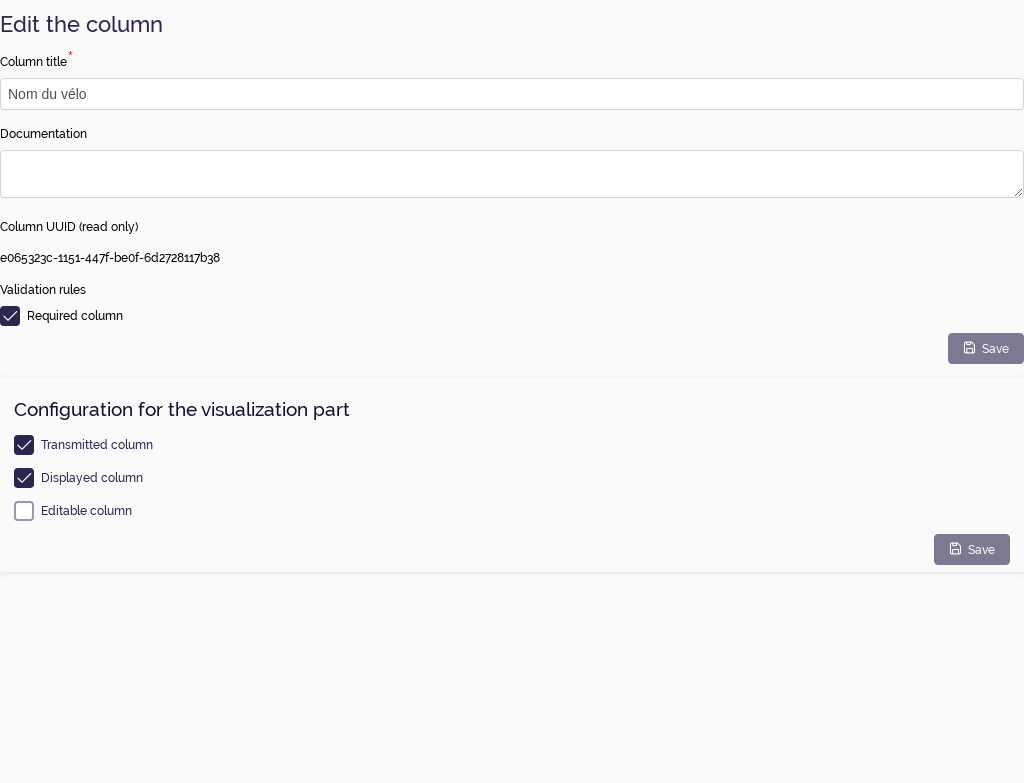 Edit the column
Column title*
Nom du vélo
Documentation
Column UUID (read only)
e065323c-1151-447f-be0f-6d2728117b38
Validation rules
Required column
Save
Configuration for the visualization part
Transmitted column
Displayed column
Editable column
Save